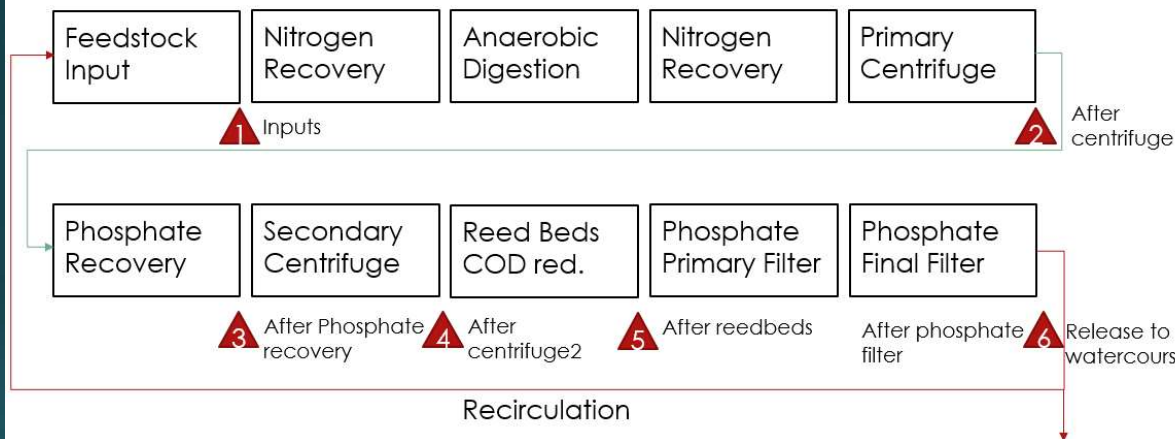 Feedstock
Input
Nitrogen
Recovery
Anaerobic
Digestion
Nitrogen
Recovery
Primary
Centrifuge
1
Inputs
2
After
centrifuge
Phosphate
Recovery
Secondary
Centrifuge
Reed Beds
COD red.
Phosphate
Primary Filter
Phosphate
Final Filter
3
After Phosphate
recovery
4
After
centrifuge2
5
After reedbeds
After phosphate
filter
6
Release to
watercours
Recirculation